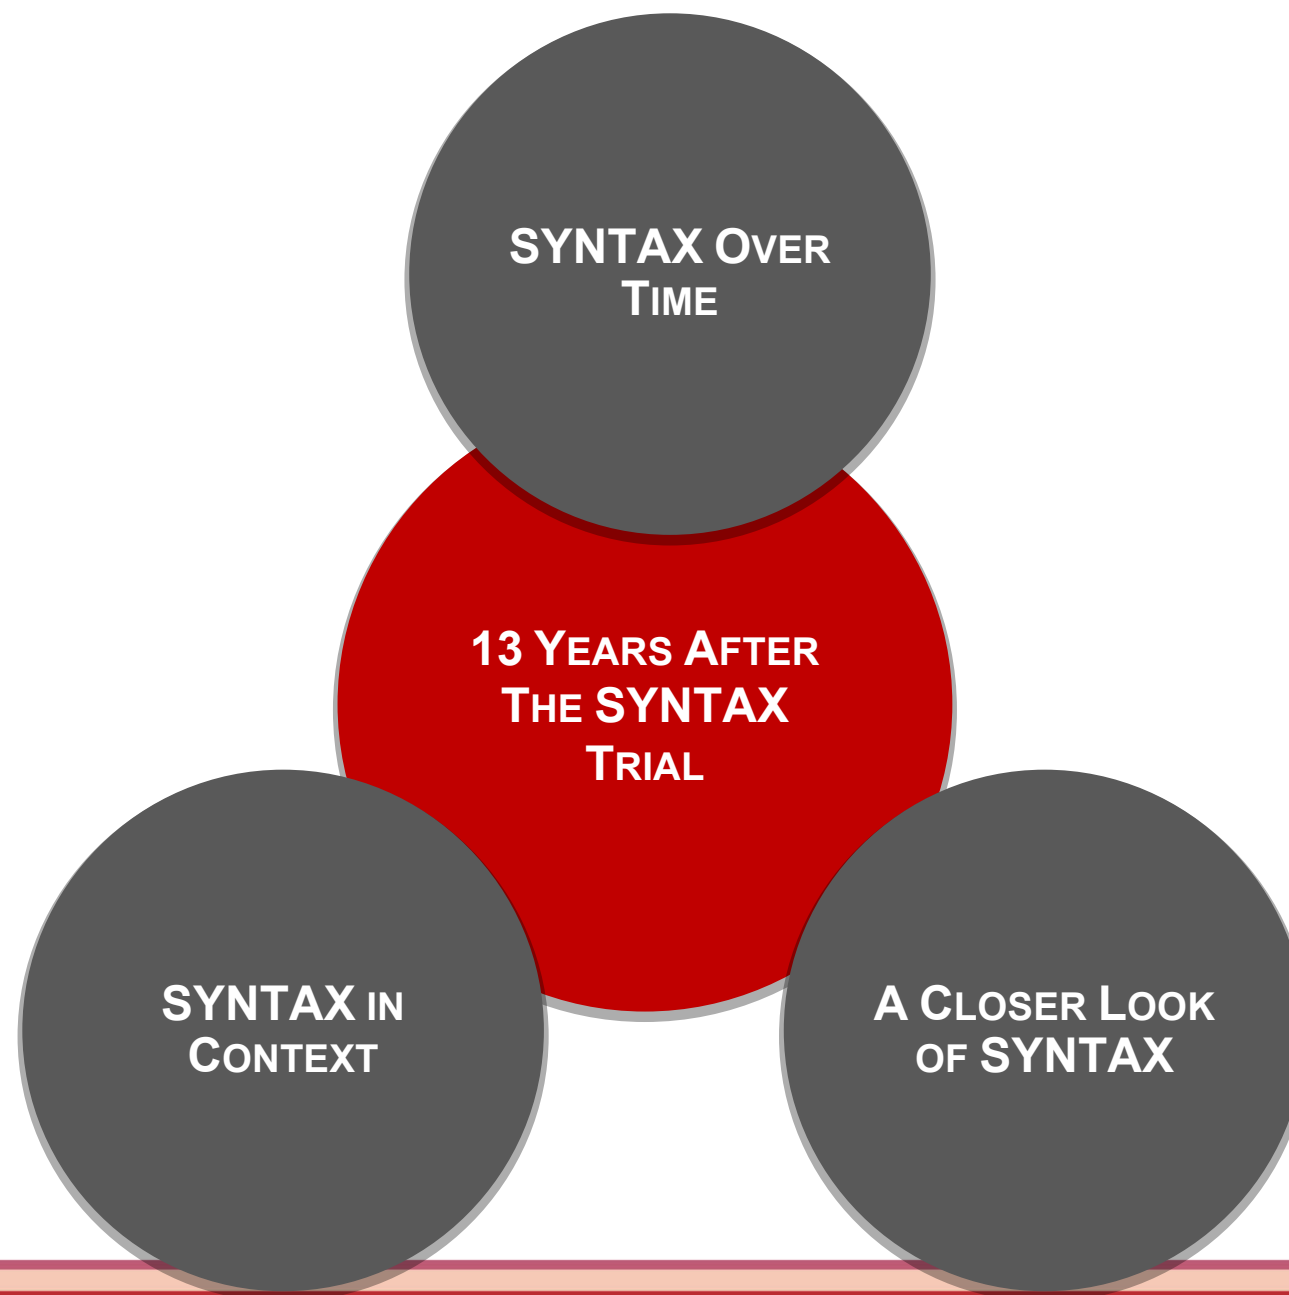 SYNTAX Over
Time
13 Years After
The SYNTAX
Trial
SYNTAX in
Context
A Closer Look
of SYNTAX